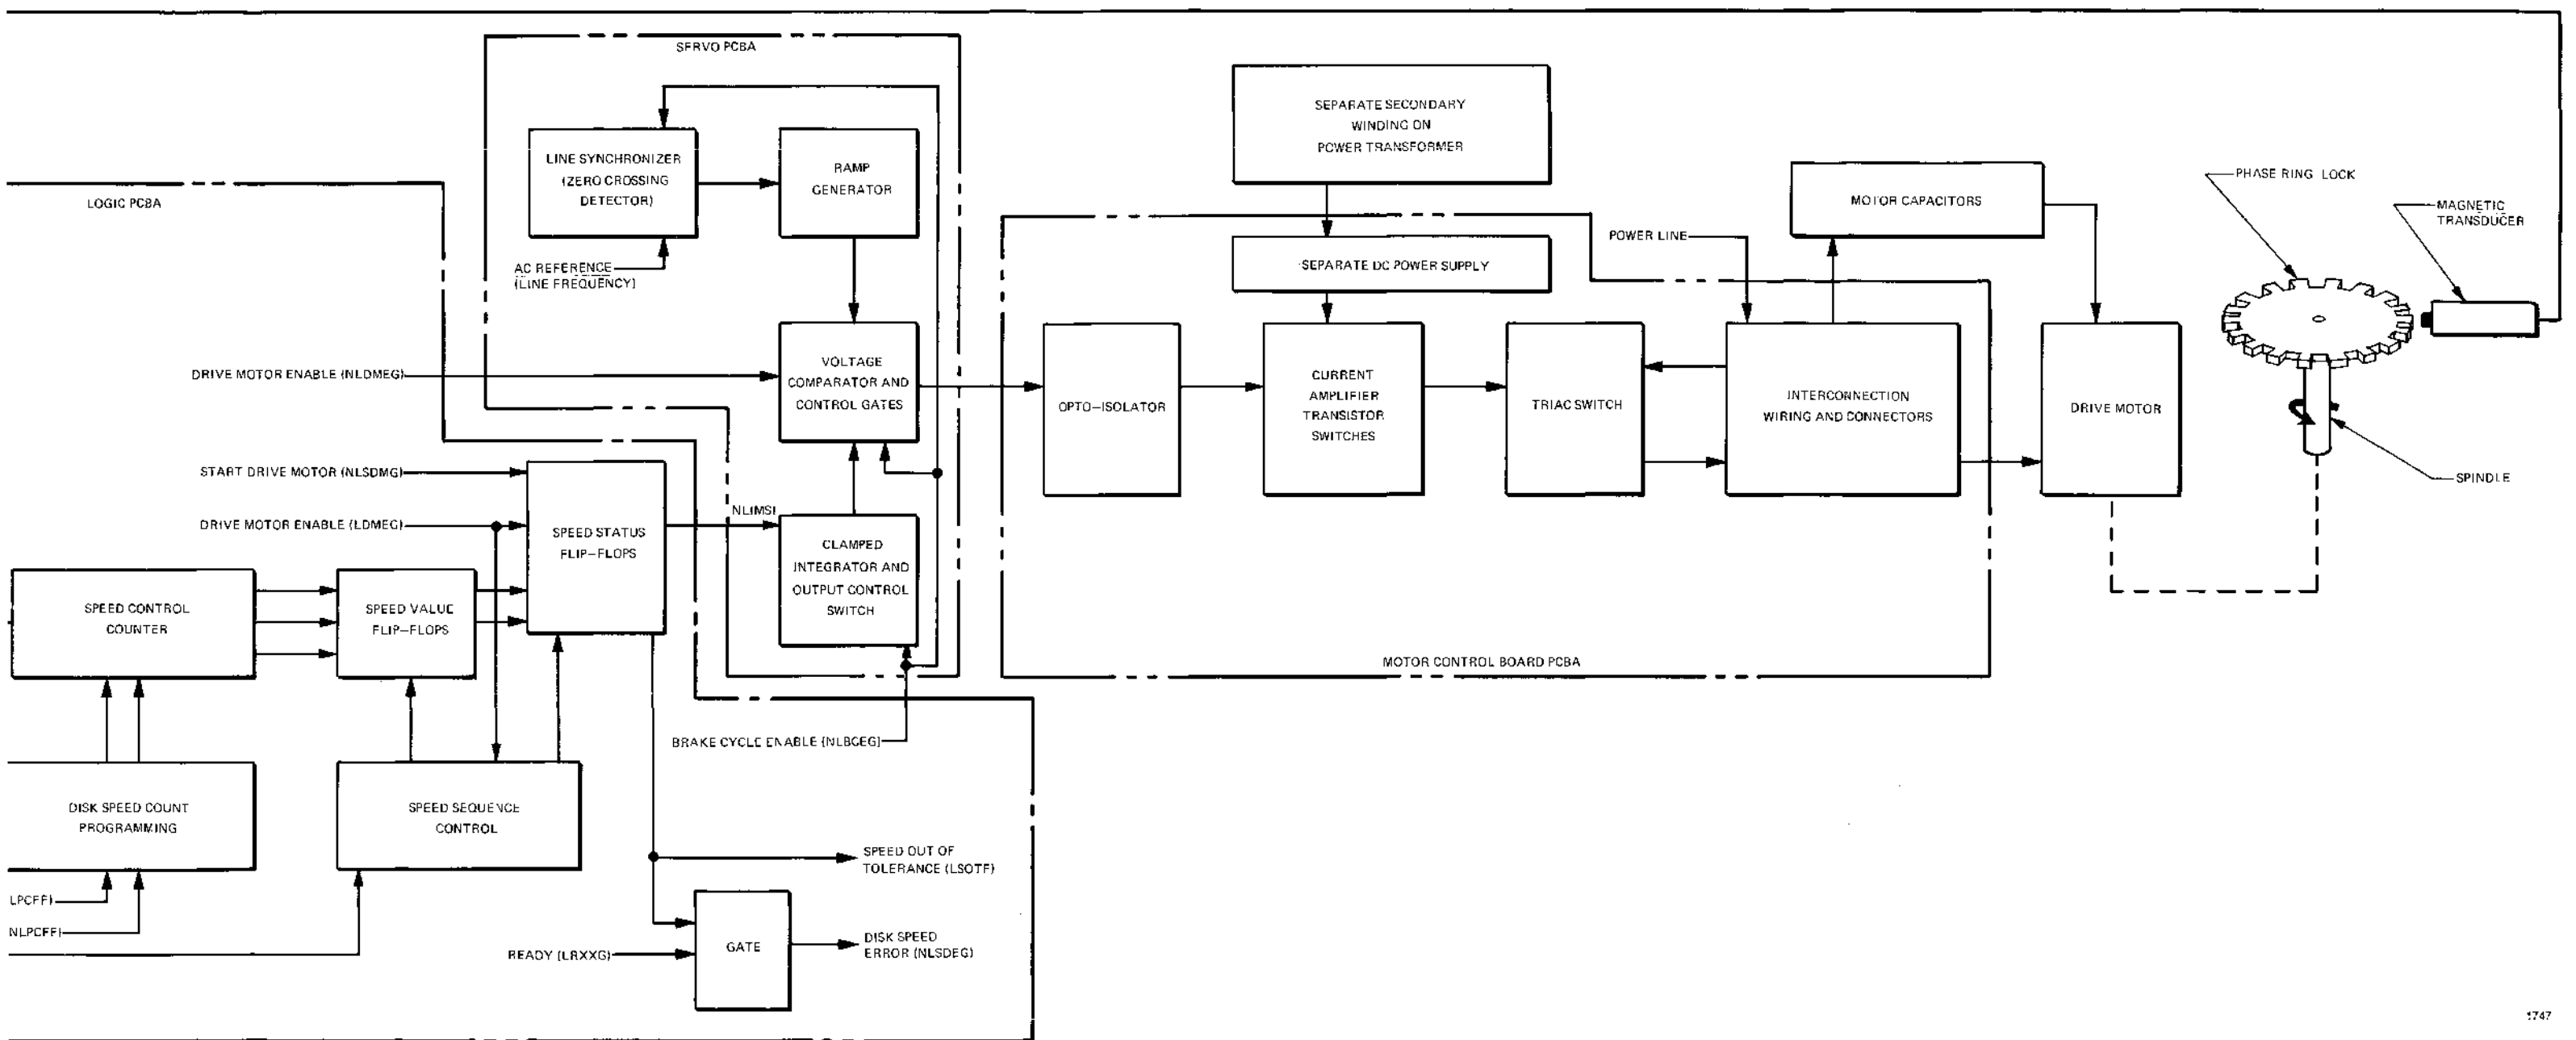 SERVO PCBA
LOGIC PCBA
LINE SYNCHRONIZER
(ZERO CROSSING
DETECTOR)
RAMP
GENERATOR
AC REFERENCE
(LINE FREQUENCY)
SEPARATE SECONDARY
WINDING ON
POWER TRANSFORMER
SEPARATE DC POWER SUPPLY
POWER LINE
MOTOR CAPACITORS
PHASE RING LOCK
MAGNETIC
TRANSDUCER
DRIVE MOTOR ENABLE (NLDMEG)
VOLTAGE
COMPARATOR AND
CONTROL GATES
OPTO-ISOLATOR
CURRENT
AMPLIFIER
TRANSISTOR
SWITCHES
TRIAC SWITCH
INTERCONNECTION
WIRING AND CONNECTORS
DRIVE MOTOR
SPINDLE
START DRIVE MOTOR (NLSDMG)
DRIVE MOTOR ENABLE (LDMEG)
SPEED STATUS
FLIP-FLOPS
NLIMSI
CLAMPED
INTEGRATOR AND
OUTPUT CONTROL
SWITCH
SPEED CONTROL
COUNTER
SPEED VALUE
FLIP-FLOPS
MOTOR CONTROL BOARD PCBA
BRAKE CYCLE ENABLE (NLBCEG)
DISK SPEED COUNT
PROGRAMMING
SPEED SEQUENCE
CONTROL
SPEED OUT OF
TOLERANCE (LSOTF)
LPCFF)
NLPCFF)
READY (LRXXG)
GATE
DISK SPEED
ERROR (NLSDEG)
1747